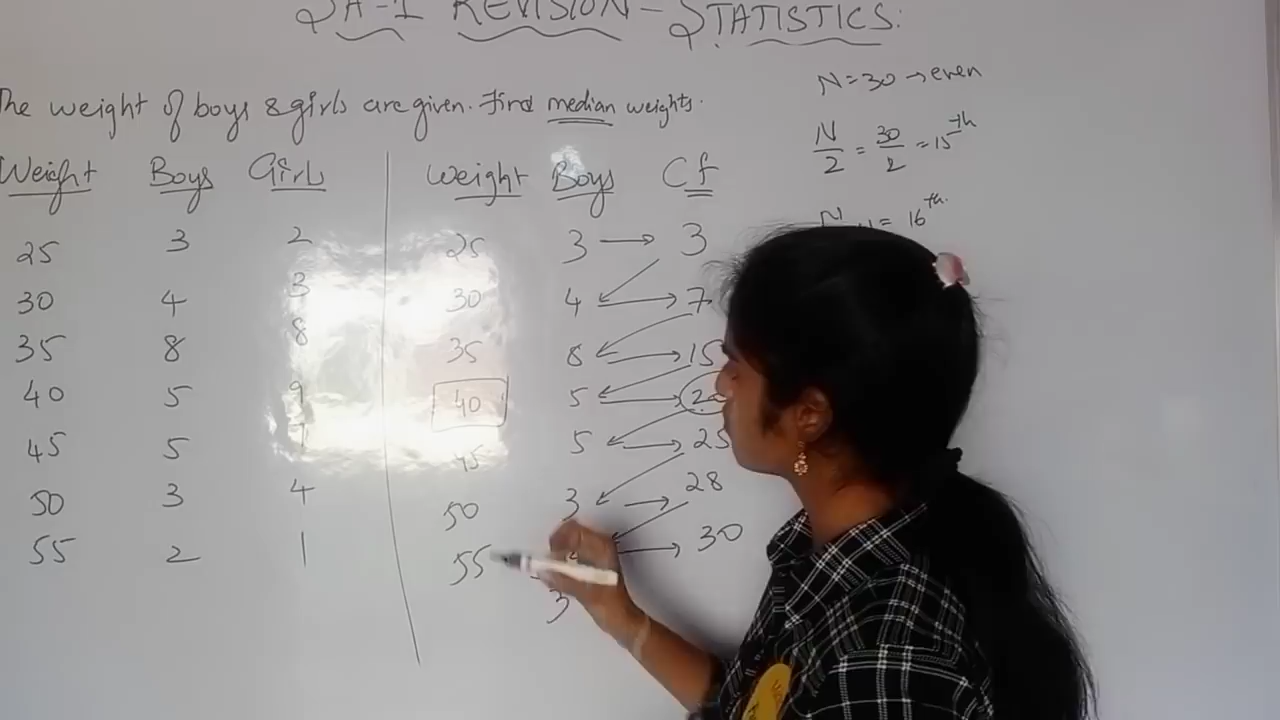 SA-1 REVISION - STATISTICS:
The weight of boys & girls are given. Find median weights.
Weight Boys Girls
25 3 2
30 4 3
35 8 8
40 5 9
45 5
50 3 4
55 2 1
Weight Boys Cf
25 3 → 3
30 4 → 7
35 8 → 15
40 5 →
45 5 → 25
50 3 → 28
55 → 30
3
N = 30 → even
N/2 = 30/2 = 15th
N = 16th